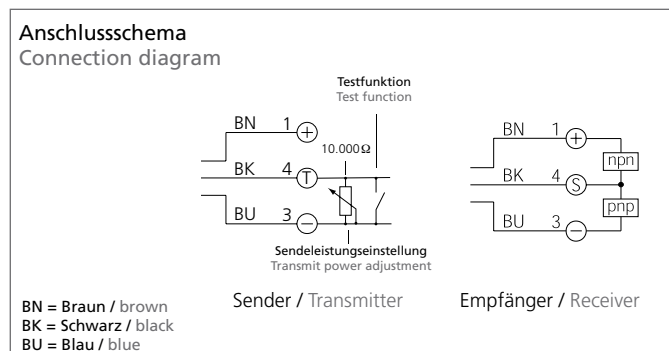 Anschlussschema
Connection diagram
Testfunktion
Test function
BN 1 +
10.000 Ω
BK 4 T
BU 3 −
Sendeleistungseinstellung
Transmit power adjustment
Sender / Transmitter
BN 1 +
npn
BK 4 S
pnp
BU 3 −
Empfänger / Receiver
BN = Braun / brown
BK = Schwarz / black
BU = Blau / blue